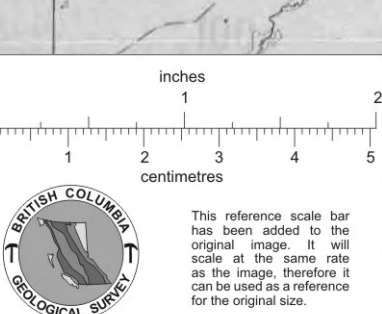 inches
1
2
1
2
3
4
5
centimetres
BRITISH COLUMBIA
GEOLOGICAL SURVEY
This reference scale bar
has been added to the
original image. It will
scale at the same rate
as the image, therefore it
can be used as a reference
for the original size.